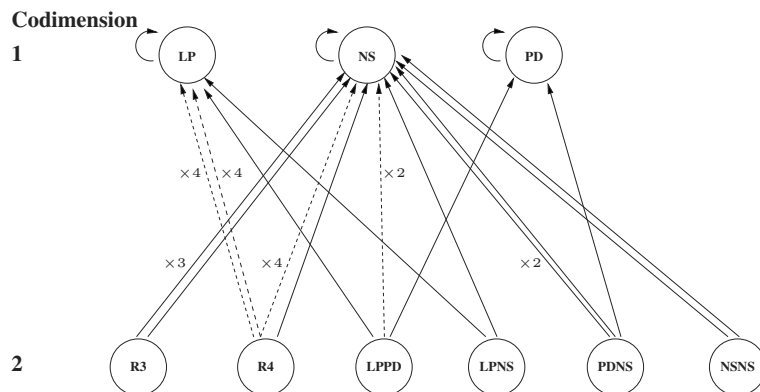 Codimension
1 LP NS PD
×4 ×4 ×2
×3 ×4 ×2
2 R3 R4 LPPD LPNS PDNS NSNS